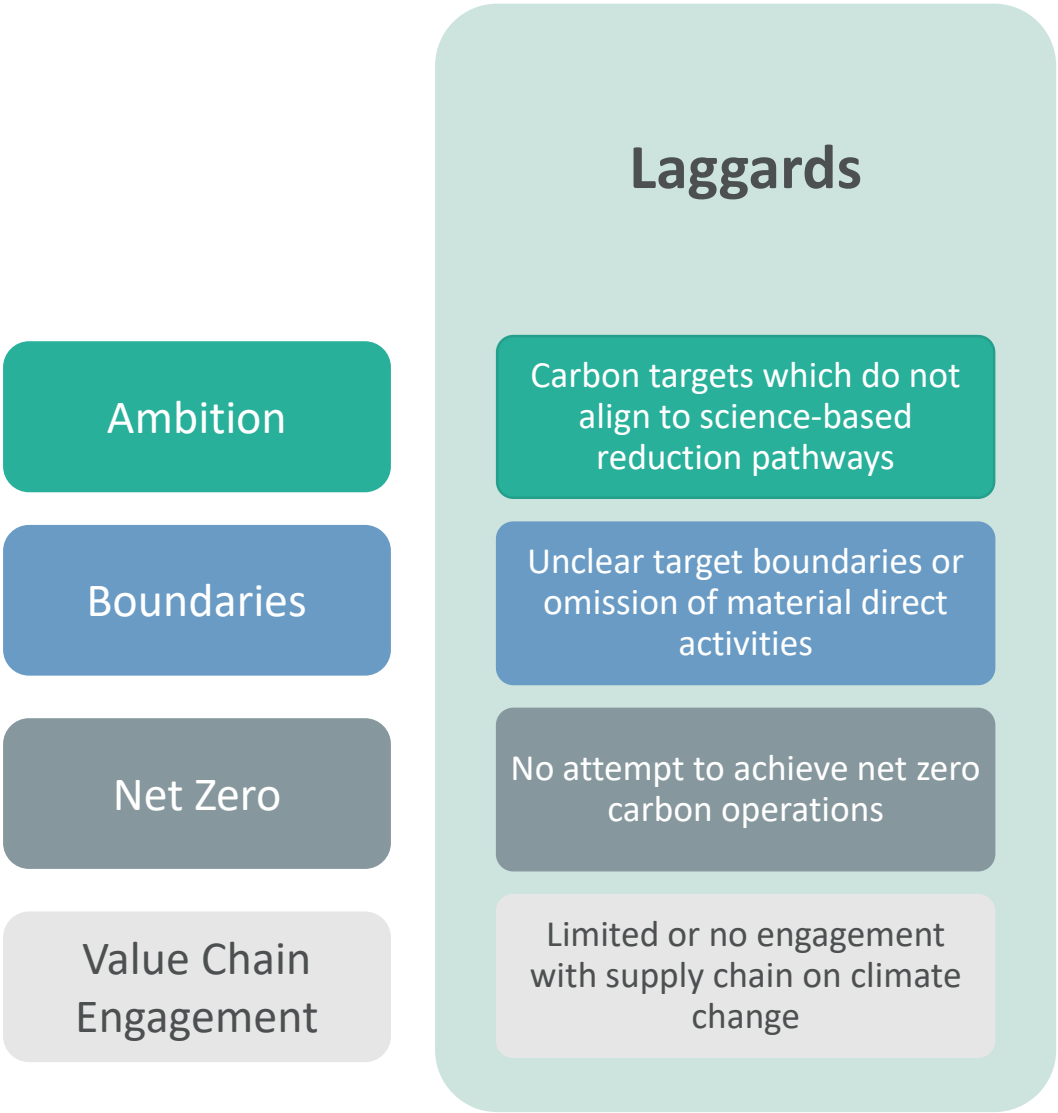 Laggards
Ambition
Carbon targets which do not
align to science-based
reduction pathways
Boundaries
Unclear target boundaries or
omission of material direct
activities
Net Zero
No attempt to achieve net zero
carbon operations
Value Chain
Engagement
Limited or no engagement
with supply chain on climate
change